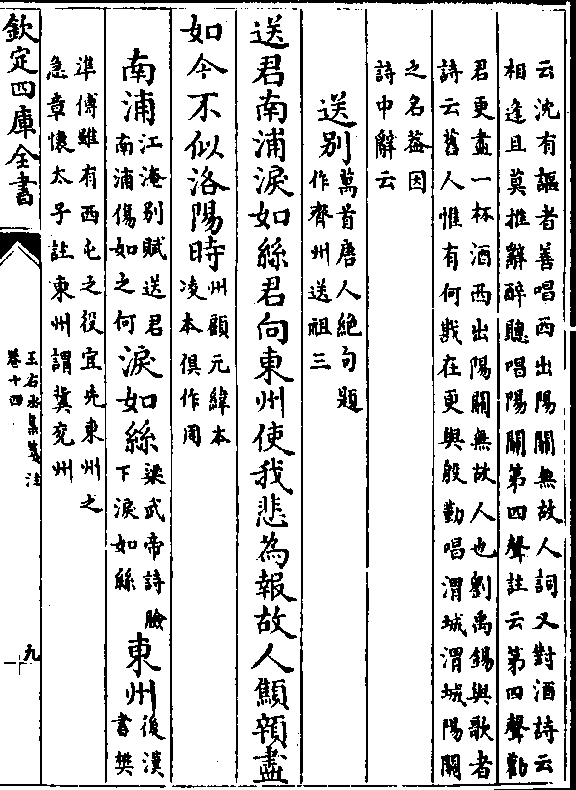 云沈有謳者善唱西出陽關無故人詞又對酒詩云
相逢且莫推辭醉聽唱陽關第四聲註云第四聲勸
君更盡一杯酒西出陽關無故人也劉禹錫與歌者
詩云舊人惟有何戡在更與殷勤唱渭城渭城陽關
之名葢因
詩中辭云
送別萬首唐人絕句題
作齊州送祖三
送君南浦淚如絲君向東州使我悲為報故人顦顇盡
如今不似洛陽時州顧元緯本
凌本俱作周
南浦江淹别賦送君
南浦傷如之何淚如絲梁武帝詩臉
下淚如絲東州後漢
書樊
準傳雖有西屯之役宜先東州之
急章懷太子註東州謂冀兖州
欽定四庫全書
王右丞集箋注
卷十四
九